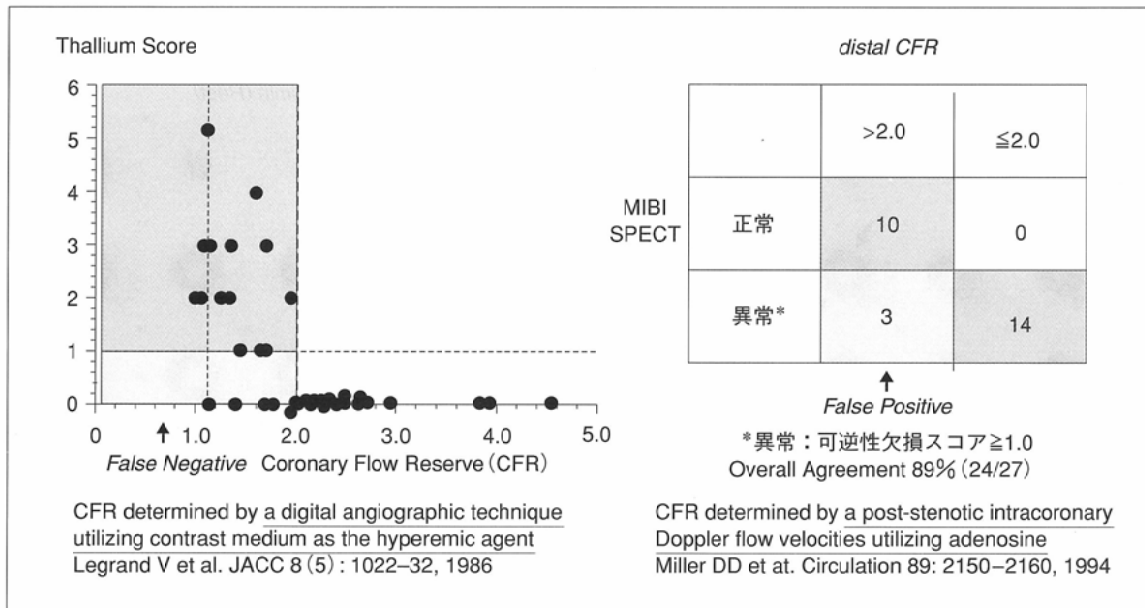 Thallium Score
6
5
4
3
2
1
0
0 1.0 2.0 3.0 4.0 5.0
False Negative Coronary Flow Reserve (CFR)
CFR determined by a digital angiographic technique
utilizing contrast medium as the hyperemic agent
Legrand V et al. JACC 8 (5) : 1022–32, 1986
distal CFR
>2.0 ≦2.0
MIBI
SPECT
正常 10 0
異常* 3 14
False Positive
*異常：可逆性欠損スコア≧1.0
Overall Agreement 89% (24/27)
CFR determined by a post-stenotic intracoronary
Doppler flow velocities utilizing adenosine
Miller DD et at. Circulation 89: 2150–2160, 1994